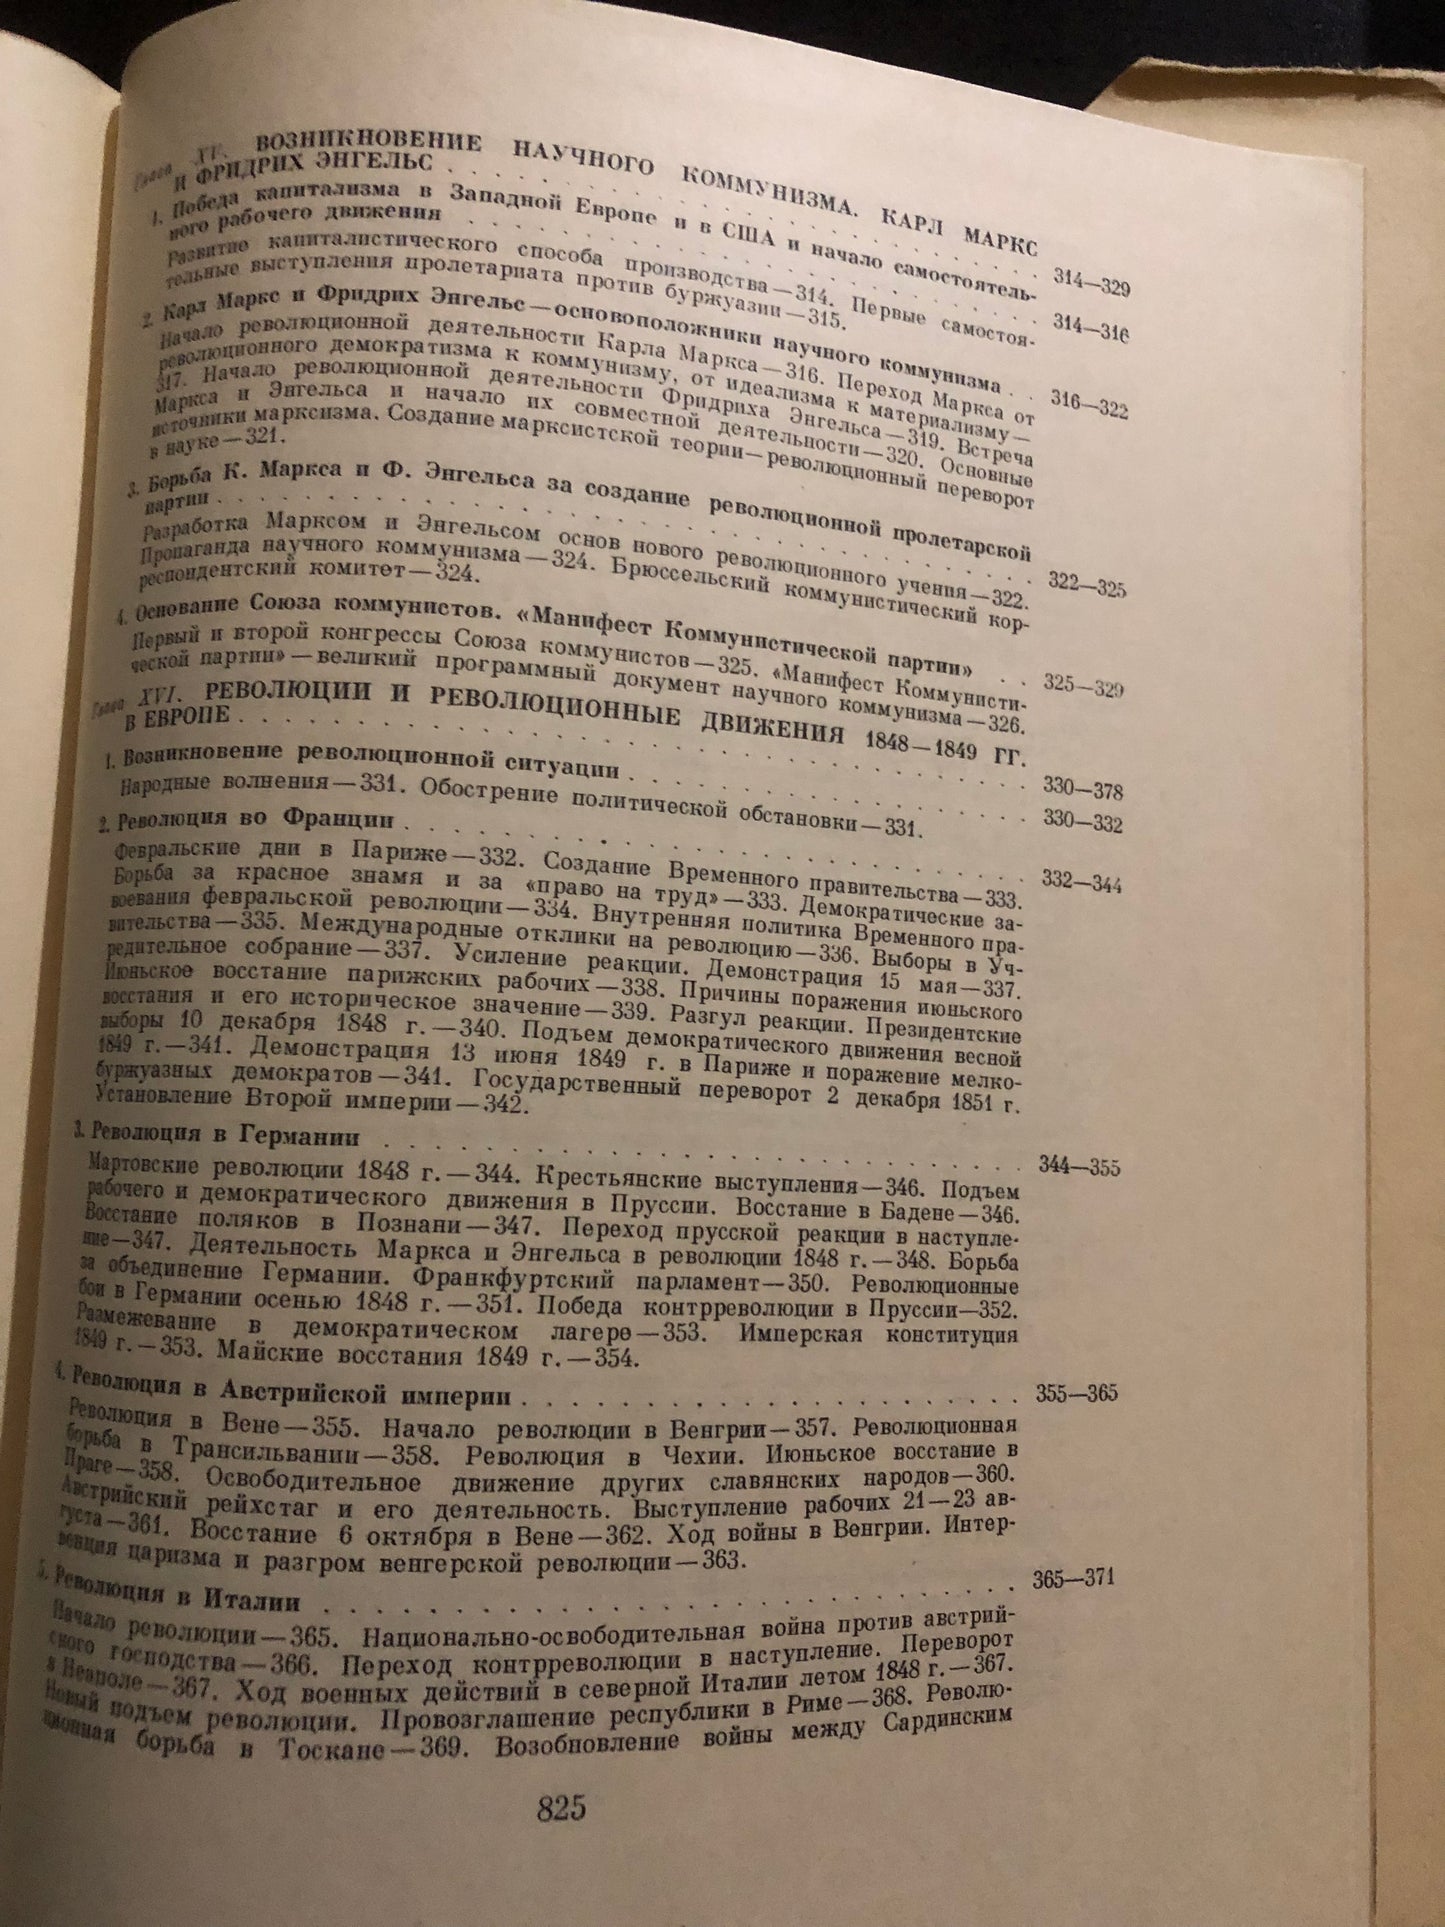 Глава XV. ВОЗНИКНОВЕНИЕ НАУЧНОГО КОММУНИЗМА. КАРЛ МАРКС
И ФРИДРИХ ЭНГЕЛЬС . . . . . . . . . . . . . . . . 314—329
1. Победа капитализма в Западной Европе и в США и начало самостоятель-
ного рабочего движения . . . . . . . . . . . . . . . . 314—316
Развитие капиталистического способа производства—314. Первые самостоя-
тельные выступления пролетариата против буржуазии—315.
2. Карл Маркс и Фридрих Энгельс—основоположники научного коммунизма . . 316—322
Начало революционной деятельности Карла Маркса—316. Переход Маркса от
революционного демократизма к коммунизму, от идеализма к материализму—
317. Начало революционной деятельности Фридриха Энгельса—319. Встреча
Маркса и Энгельса и начало их совместной деятельности—320. Основные
источники марксизма. Создание марксистской теории—революционный переворот
в науке—321.
3. Борьба К. Маркса и Ф. Энгельса за создание революционной пролетарской
партии . . . . . . . . . . . . . . . . 322—325
Разработка Марксом и Энгельсом основ нового революционного учения—322.
Пропаганда научного коммунизма—324. Брюссельский коммунистический кор-
респондентский комитет—324.
4. Основание Союза коммунистов. «Манифест Коммунистической партии» . . 325—329
Первый и второй конгрессы Союза коммунистов—325. «Манифест Коммунисти-
ческой партии»—великий программный документ научного коммунизма—326.
Глава XVI. РЕВОЛЮЦИИ И РЕВОЛЮЦИОННЫЕ ДВИЖЕНИЯ 1848—1849 ГГ.
В ЕВРОПЕ . . . . . . . . . . . . . . . . 330—378
1. Возникновение революционной ситуации . . . . . . . . . . . . 330—332
Народные волнения—331. Обострение политической обстановки—331.
2. Революция во Франции . . . . . . . . . . . . . . . . 332—344
Февральские дни в Париже—332. Создание Временного правительства—333.
Борьба за красное знамя и за «право на труд»—333. Демократические за-
воевания февральской революции—334. Внутренняя политика Временного пра-
вительства—335. Международные отклики на революцию—336. Выборы в Уч-
редительное собрание—337. Усиление реакции. Демонстрация 15 мая—337.
Июньское восстание парижских рабочих—338. Причины поражения июньского
восстания и его историческое значение—339. Разгул реакции. Президентские
выборы 10 декабря 1848 г.—340. Подъем демократического движения весной
1849 г.—341. Демонстрация 13 июня 1849 г. в Париже и поражение мелко-
буржуазных демократов—341. Государственный переворот 2 декабря 1851 г.
Установление Второй империи—342.
3. Революция в Германии . . . . . . . . . . . . . . . . 344—355
Мартовские революции 1848 г.—344. Крестьянские выступления—346. Подъем
рабочего и демократического движения в Пруссии. Восстание в Бадене—346.
Восстание поляков в Познани—347. Переход прусской реакции в наступле-
ние—347. Деятельность Маркса и Энгельса в революции 1848 г.—348. Борьба
за объединение Германии. Франкфуртский парламент—350. Революционные
бои в Германии осенью 1848 г.—351. Победа контрреволюции в Пруссии—352.
Размежевание в демократическом лагере—353. Имперская конституция
1849 г.—353. Майские восстания 1849 г.—354.
4. Революция в Австрийской империи . . . . . . . . . . . . . . . . 355—365
Революция в Вене—355. Начало революции в Венгрии—357. Революционная
борьба в Трансильвании—358. Революция в Чехии. Июньское восстание в
Праге—358. Освободительное движение других славянских народов—360.
Австрийский рейхстаг и его деятельность. Выступление рабочих 21—23 ав-
густа—361. Восстание 6 октября в Вене—362. Ход войны в Венгрии. Интер-
венция царизма и разгром венгерской революции—363.
5. Революция в Италии . . . . . . . . . . . . . . . . 365—371
Начало революции—365. Национально-освободительная война против австрий-
ского господства—366. Переход контрреволюции в наступление. Переворот
в Неаполе—367. Ход военных действий в северной Италии летом 1848 г.—367.
Новый подъем революции. Провозглашение республики в Риме—368. Револю-
ционная борьба в Тоскане—369. Возобновление войны между Сардинским
825